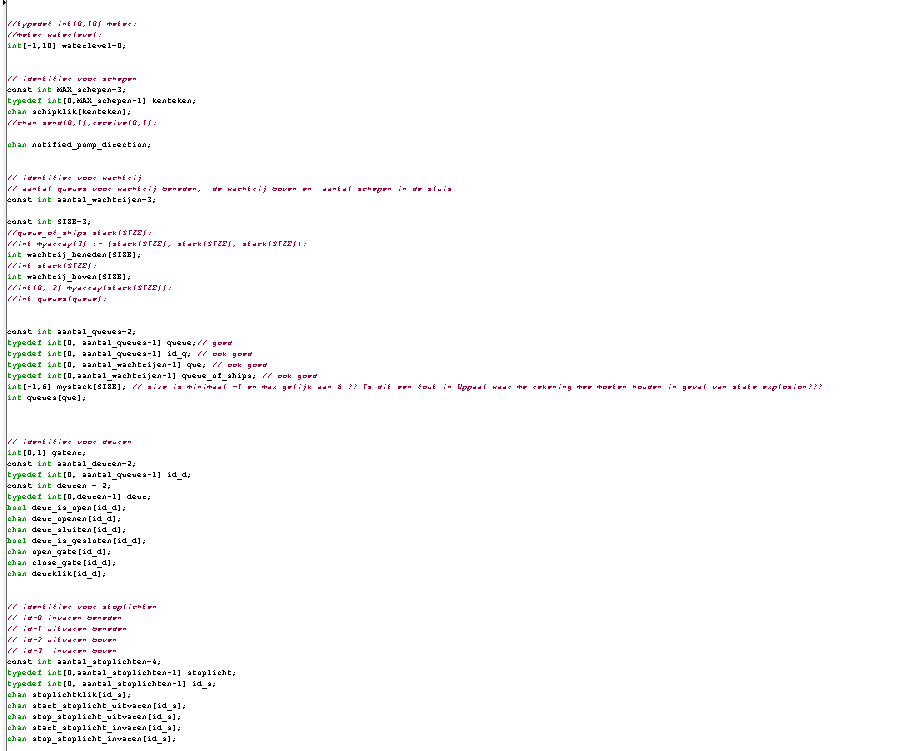 //typedef int[0,10] meter;
//meter waterlevel;
int[-1,10] waterlevel=0;
// identifier voor schepen
const int MAX_schepen=3;
typedef int[0,MAX_schepen-1] kenteken;
chan schipklik[kenteken];
//chan send[0,1],receive[0,1];
chan notified_pomp_direction;
// identifier voor wachtrij
// aantal queues voor wachtrij beneden, de wachtrij boven en aantal schepen in de sluis
const int aantal_wachtrijen=3;
const int SIZE=3;
//queue_of_ships stack[SIZE];
//int myarray[3] := {stack[SIZE], stack[SIZE], stack[SIZE]};
int wachtrij_beneden[SIZE];
//int stack[SIZE];
int wachtrij_boven[SIZE];
//int[0, 2] myarray[stack[SIZE]];
//int queues[queue];
const int aantal_queues=2;
typedef int[0, aantal_queues-1] queue;// goed
typedef int[0, aantal_queues-1] id_q; // ook goed
typedef int[0, aantal_wachtrijen-1] que; // ook goed
typedef int[0,aantal_wachtrijen-1] queue_of_ships; // ook goed
int[-1,6] mystack[SIZE]; // size is minimaal -1 en max gelijk aan 6 ?? Is dit een fout in Uppaal waar we rekening mee moeten houden in geval van state explosion???
int queues[que];
// identifier voor deuren
int[0,1] gatenr;
const int aantal_deuren=2;
typedef int[0, aantal_queues-1] id_d;
const int deuren = 2;
typedef int[0,deuren-1] deur;
bool deur_is_open[id_d];
chan deur_openen[id_d];
chan deur_sluiten[id_d];
bool deur_is_gesloten[id_d];
chan open_gate[id_d];
chan close_gate[id_d];
chan deurklik[id_d];
// identifier voor stoplichten
// id=0 invaren beneden
// id=1 uitvaren beneden
// id=2 uitvaren boven
// id=3 invaren boven
const int aantal_stoplichten=4;
typedef int[0,aantal_stoplichten-1] stoplicht;
typedef int[0, aantal_stoplichten-1] id_s;
chan stoplichtklik[id_s];
chan start_stoplicht_uitvaren[id_s];
chan stop_stoplicht_uitvaren[id_s];
chan start_stoplicht_invaren[id_s];
chan stop_stoplicht_invaren[id_s];